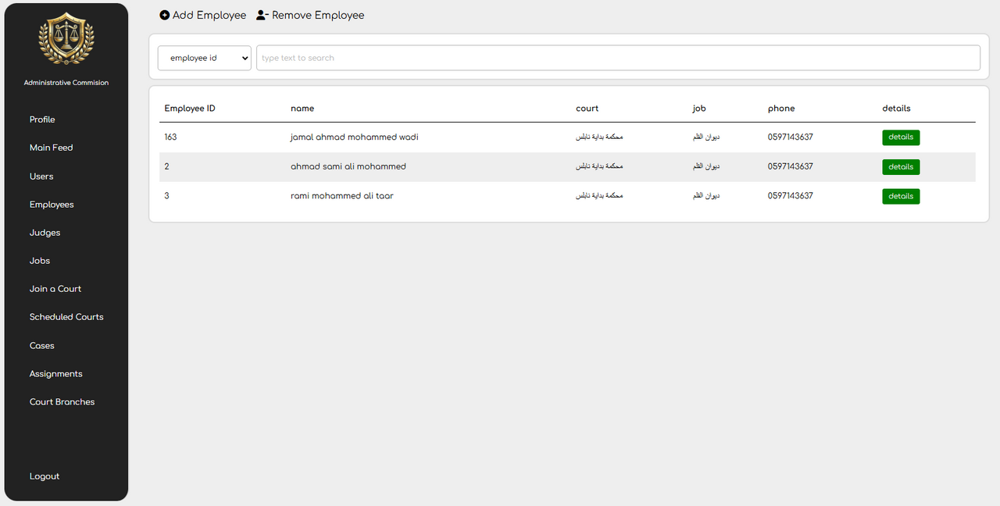 Administrative Commision
Profile
Main Feed
Users
Employees
Judges
Jobs
Join a Court
Scheduled Courts
Cases
Assignments
Court Branches
Logout
Add Employee Remove Employee
employee id type text to search
Employee ID name court job phone details
163 jamal ahmad mohammed wadi محكمة بداية نابلس ديوان القلم 0597143637 details
2 ahmad sami ali mohammed محكمة بداية نابلس ديوان القلم 0597143637 details
3 rami mohammed ali taar محكمة بداية نابلس ديوان القلم 0597143637 details